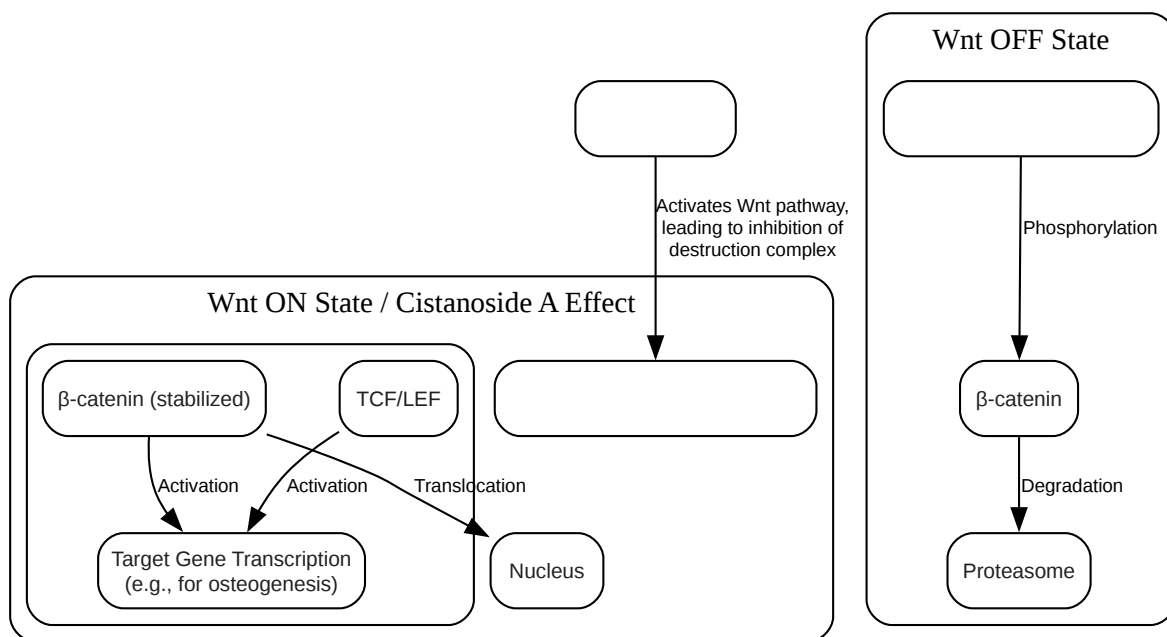 Wnt OFF State
Activates Wnt pathway,
leading to inhibition of
destruction complex
Phosphorylation
Wnt ON State / Cistanoside A Effect
β-catenin (stabilized)
TCF/LEF
β-catenin
Activation
Activation
Translocation
Degradation
Target Gene Transcription
(e.g., for osteogenesis)
Nucleus
Proteasome